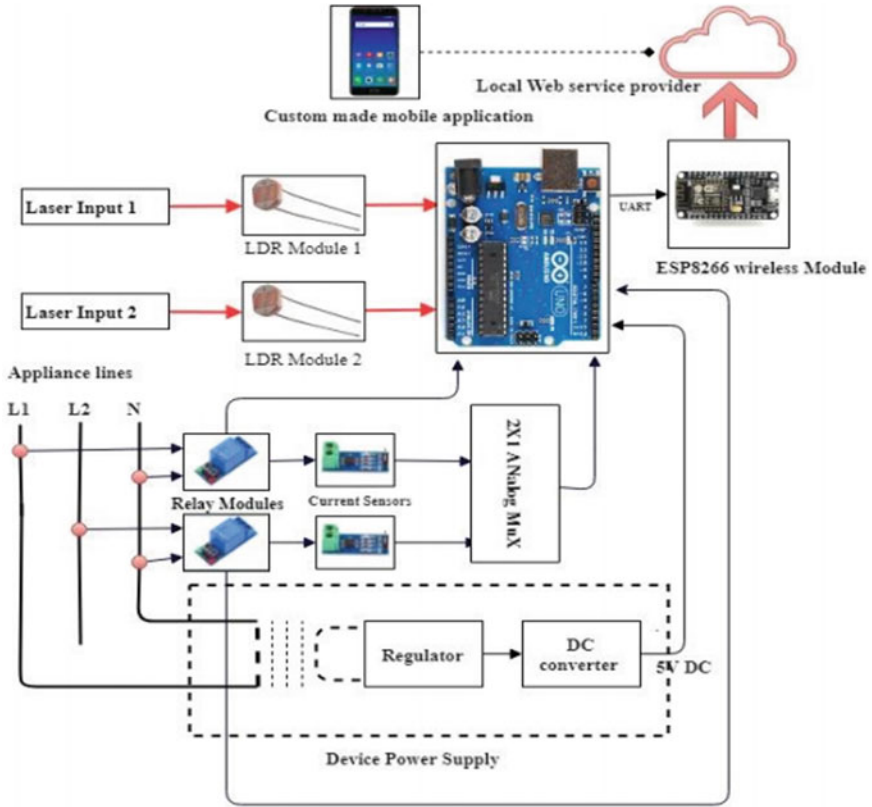 Local Web service provider
Custom made mobile application
Laser Input 1
LDR Module 1
UART
ESP8266 wireless Module
Laser Input 2
LDR Module 2
UNO
Appliance lines
L1 L2 N
Relay Modules
Current Sensors
2X1 ANalog MuX
Regulator
DC
converter
5V DC
Device Power Supply